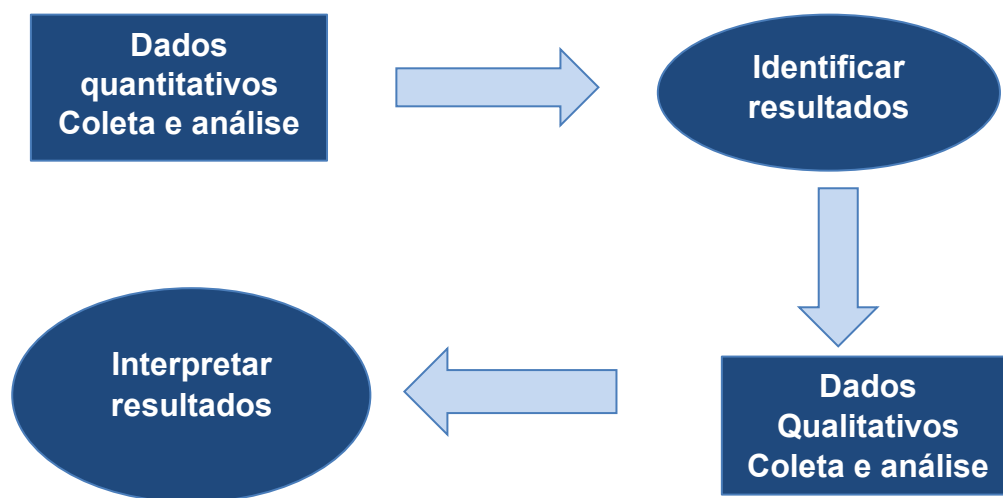 Dados
quantitativos
Coleta e análise
Identificar
resultados
Dados
Qualitativos
Coleta e análise
Interpretar
resultados